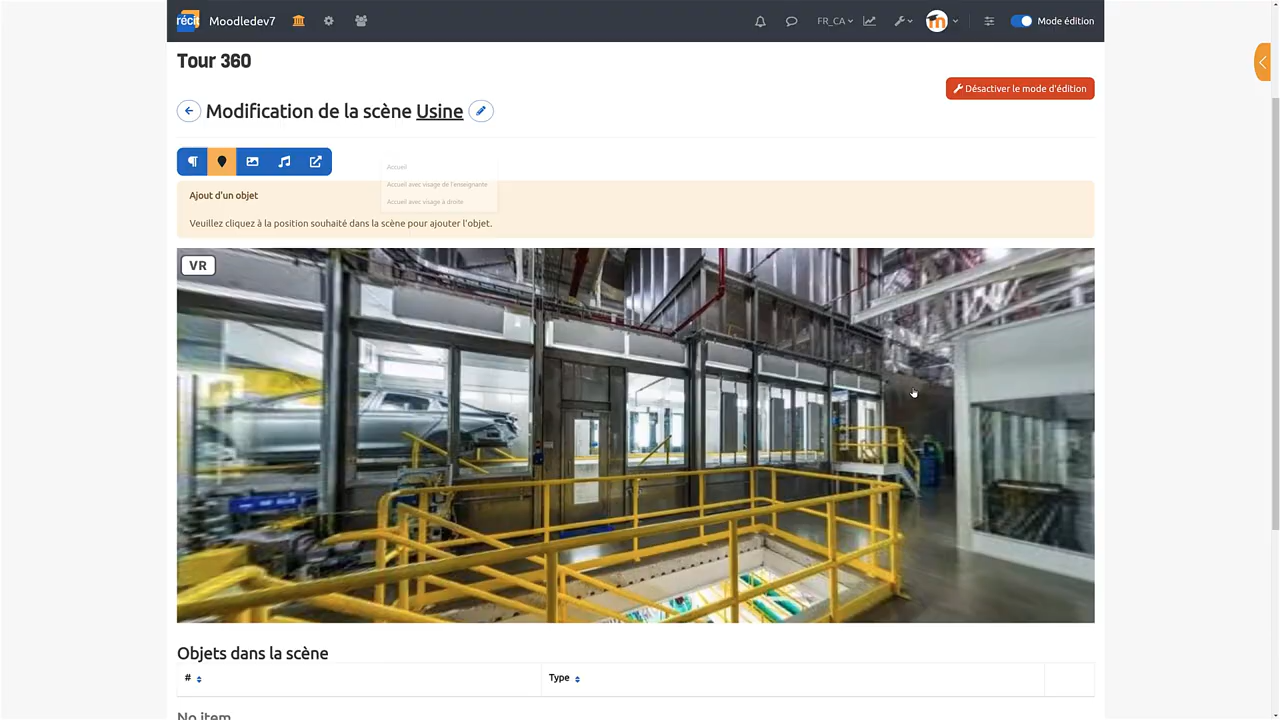 récit Moodledev7 FR_CA Mode édition
Tour 360
Désactiver le mode d'édition
Modification de la scène Usine
Accueil
Accueil avec visage de l'enseignante
Accueil avec visage à droite
Ajout d'un objet
Veuillez cliquez à la position souhaité dans la scène pour ajouter l'objet.
VR
Objets dans la scène
# Type
No item